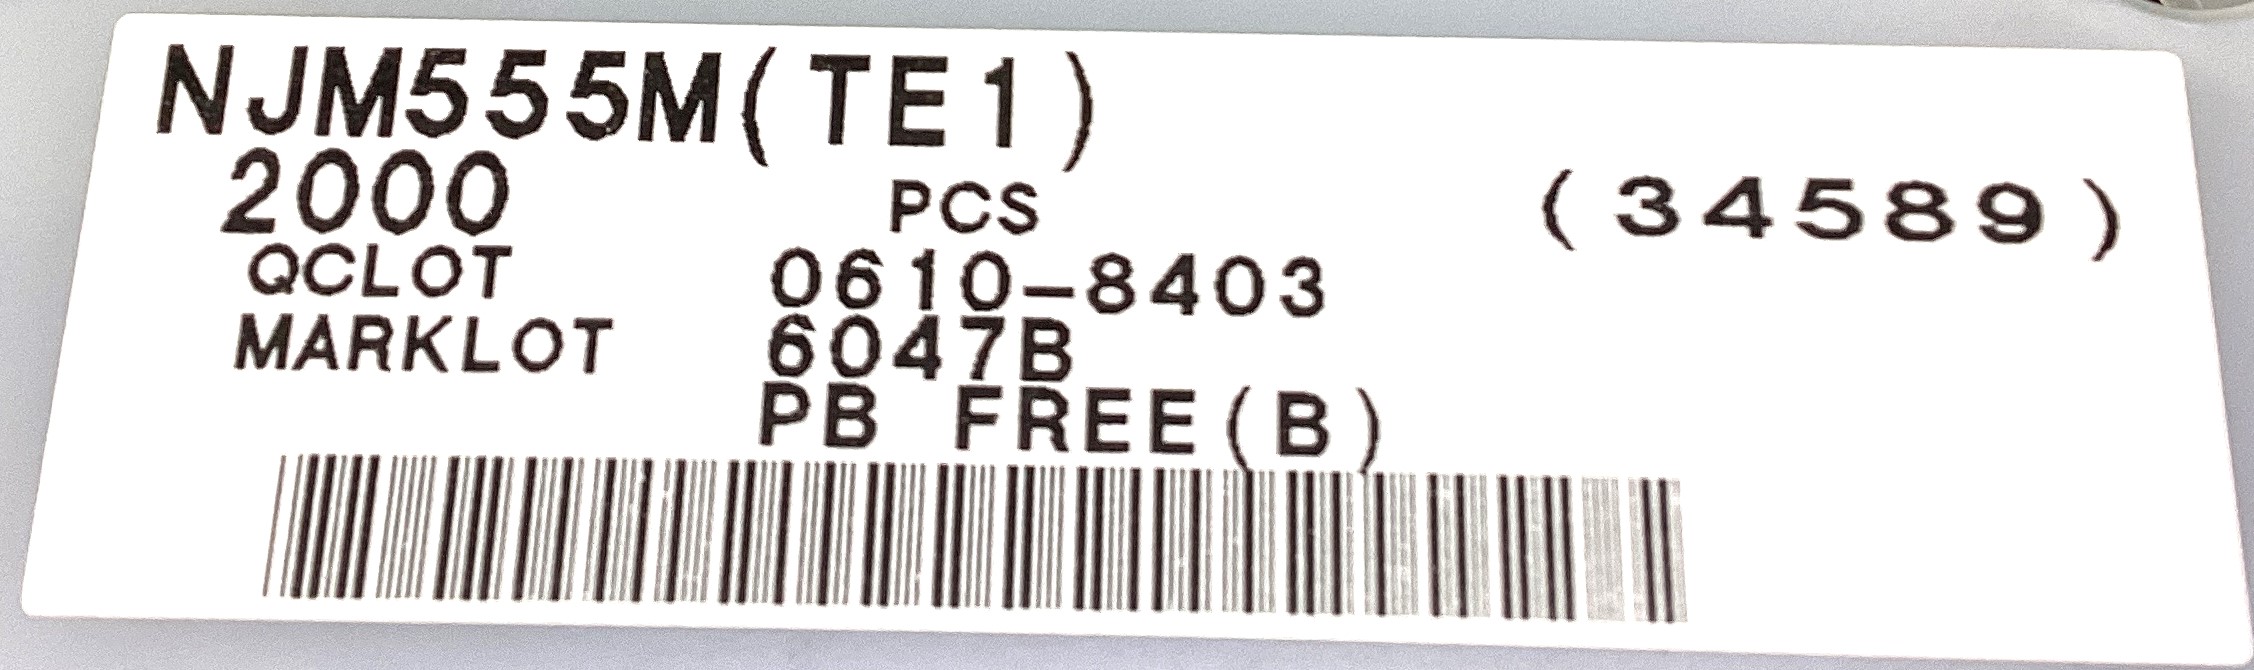 NJM555M(TE1)
2000 PCS (34589)
QCLOT 0610-8403
MARKLOT 6047B
PB FREE(B)